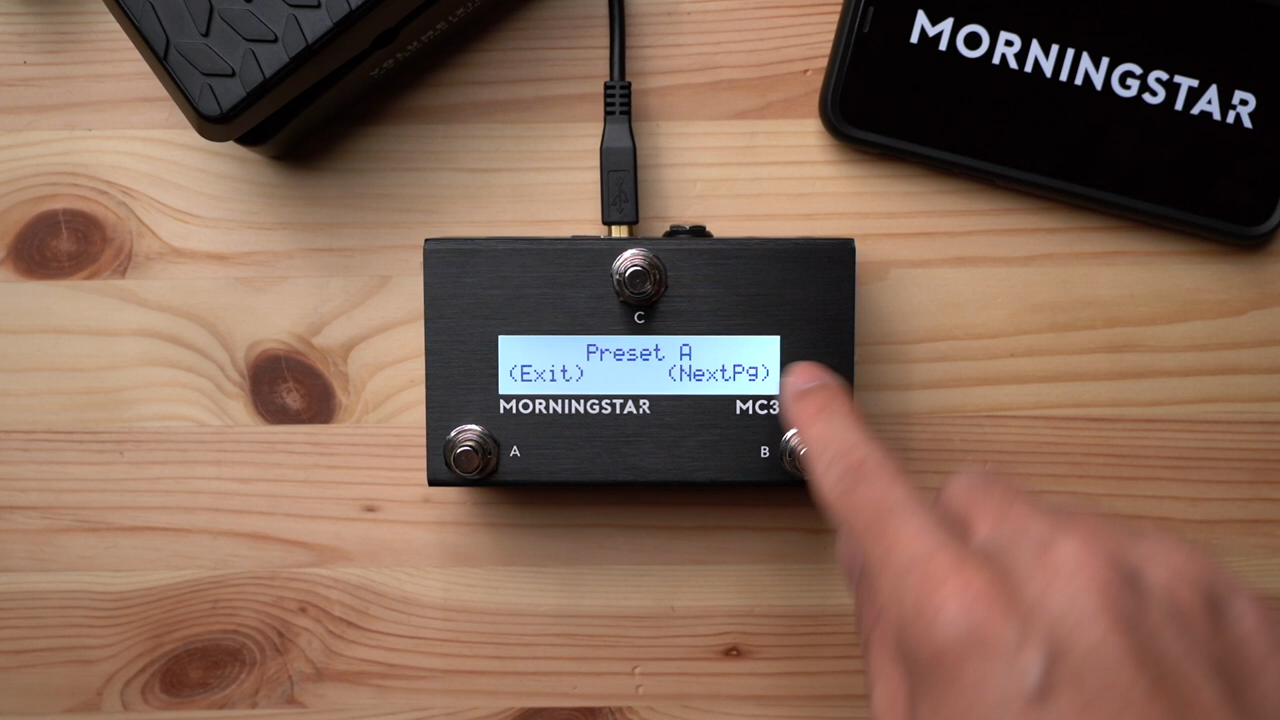 MORNINGSTAR
C
Preset A
(Exit) (NextPg)
MORNINGSTAR MC3
A B